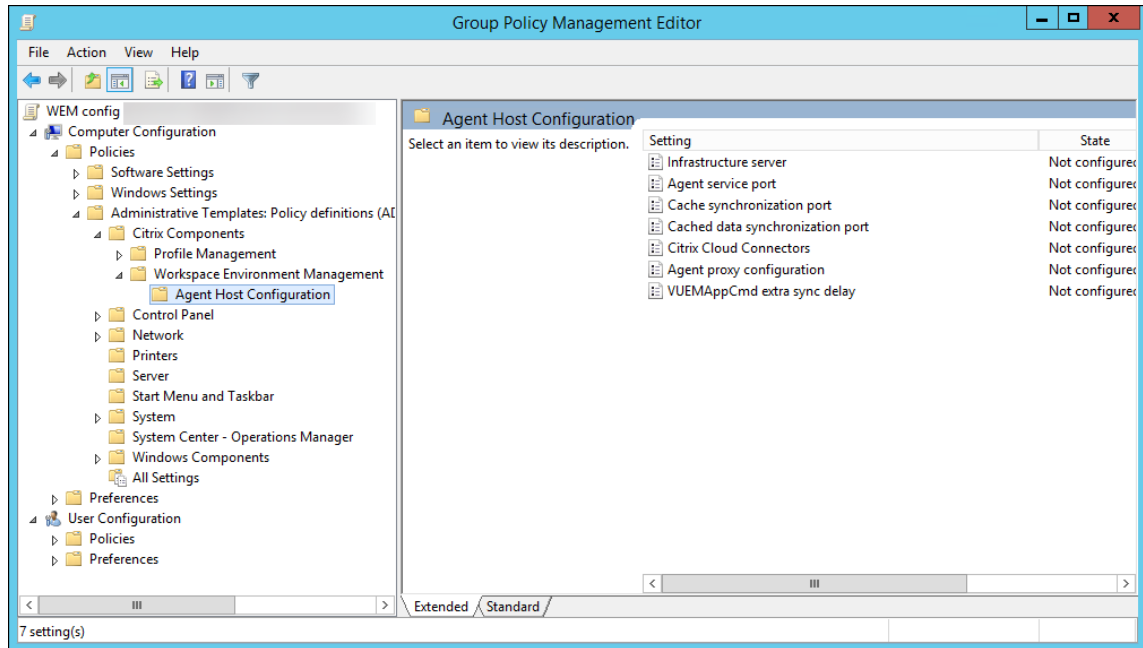 Group Policy Management Editor
File Action View Help
WEM config
Computer Configuration
Policies
Software Settings
Windows Settings
Administrative Templates: Policy definitions (AD
Citrix Components
Profile Management
Workspace Environment Management
Agent Host Configuration
Control Panel
Network
Printers
Server
Start Menu and Taskbar
System
System Center - Operations Manager
Windows Components
All Settings
Preferences
User Configuration
Policies
Preferences
Agent Host Configuration
Select an item to view its description.
Setting State
Infrastructure server Not configured
Agent service port Not configured
Cache synchronization port Not configured
Cached data synchronization port Not configured
Citrix Cloud Connectors Not configured
Agent proxy configuration Not configured
VUEMAppCmd extra sync delay Not configured
Extended Standard
7 setting(s)